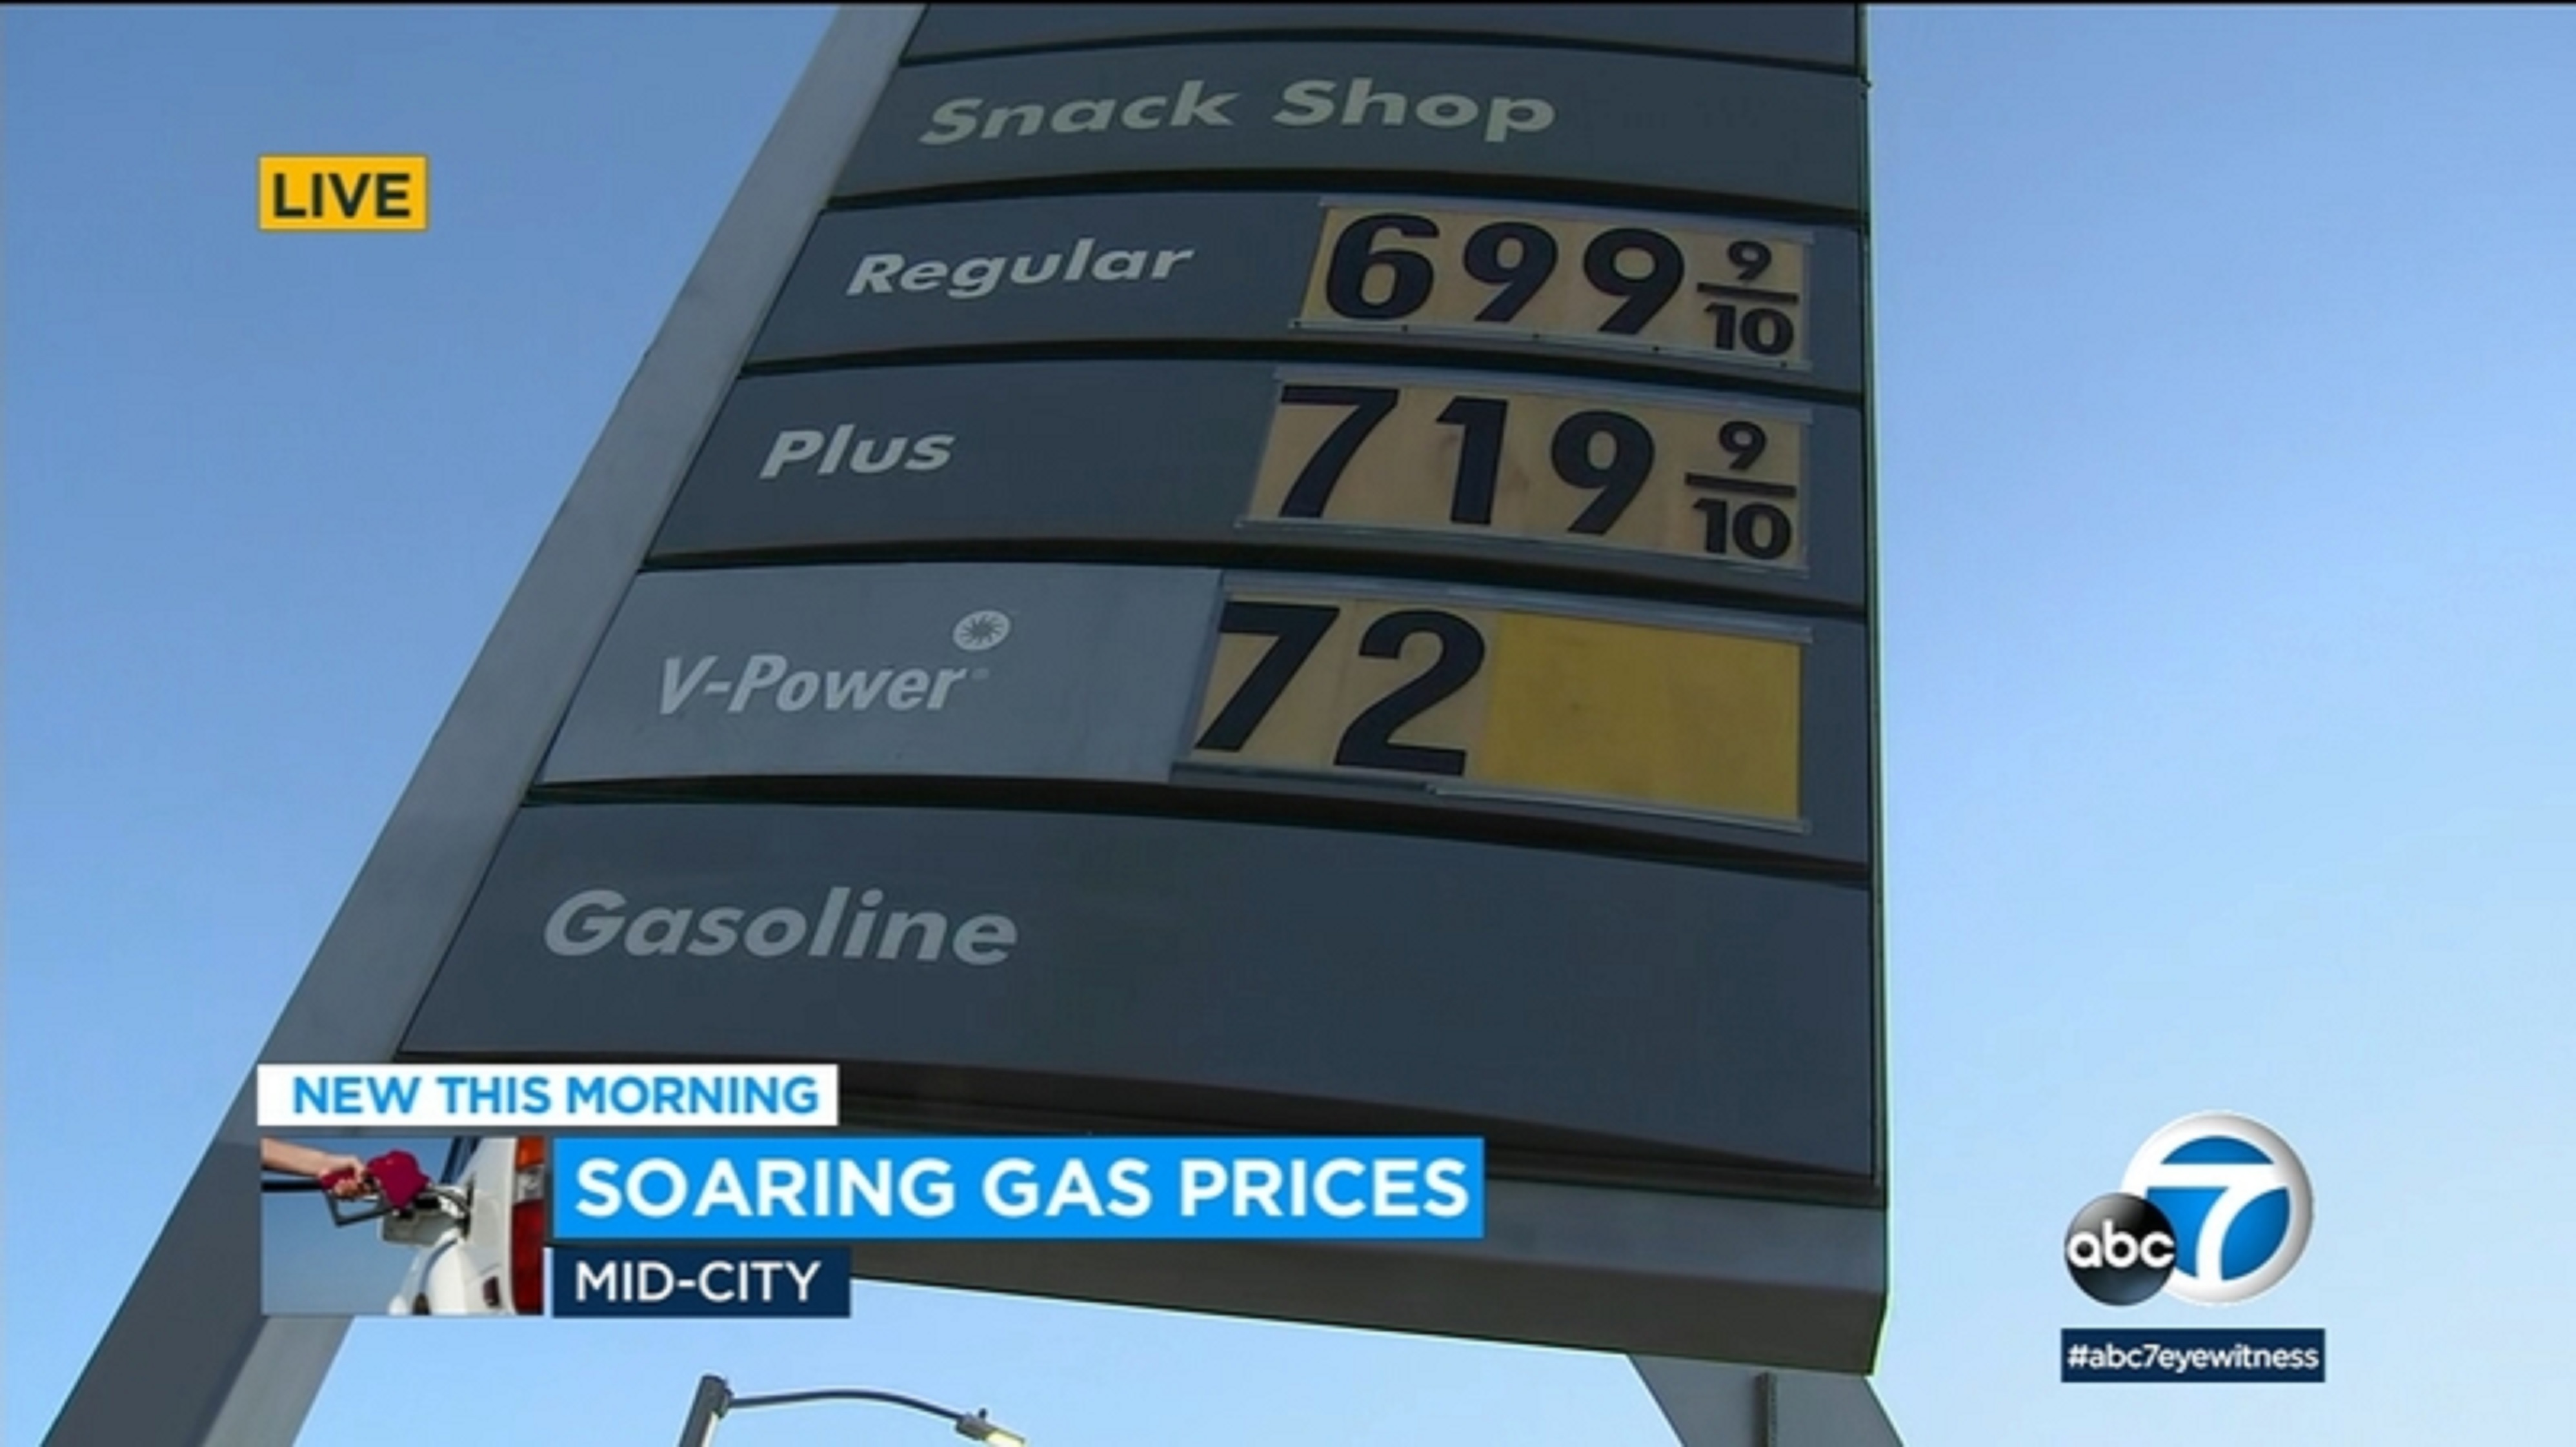 LIVE
Snack Shop
Regular 699 9/10
Plus 719 9/10
V-Power 72
Gasoline
NEW THIS MORNING
SOARING GAS PRICES
MID-CITY
abc 7
#abc7eyewitness